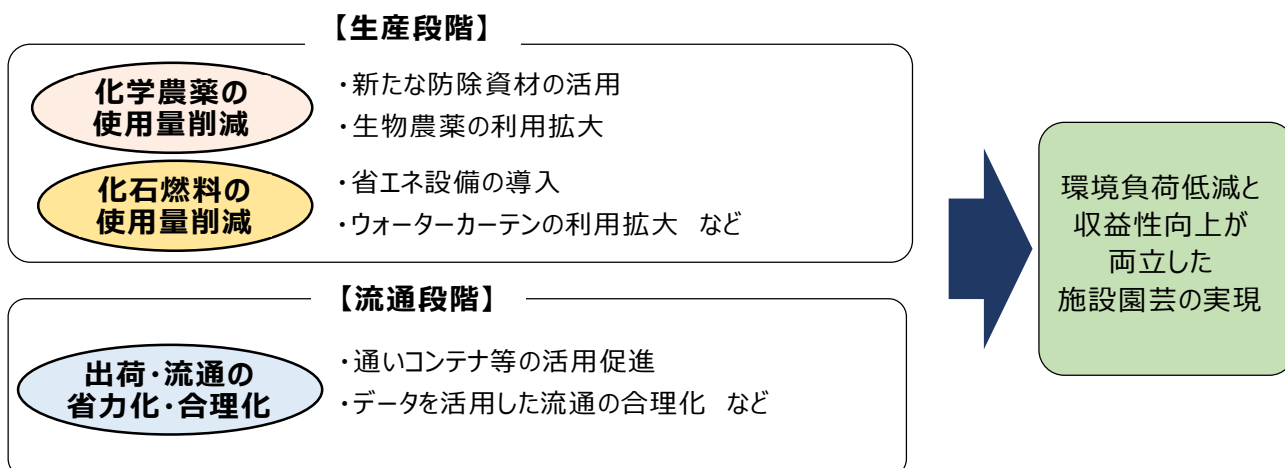 【生産段階】
化学農薬の
使用量削減
・新たな防除資材の活用
・生物農薬の利用拡大
化石燃料の
使用量削減
・省エネ設備の導入
・ウォーターカーテンの利用拡大　など
【流通段階】
出荷・流通の
省力化・合理化
・通いコンテナ等の活用促進
・データを活用した流通の合理化　など
環境負荷低減と
収益性向上が
両立した
施設園芸の実現